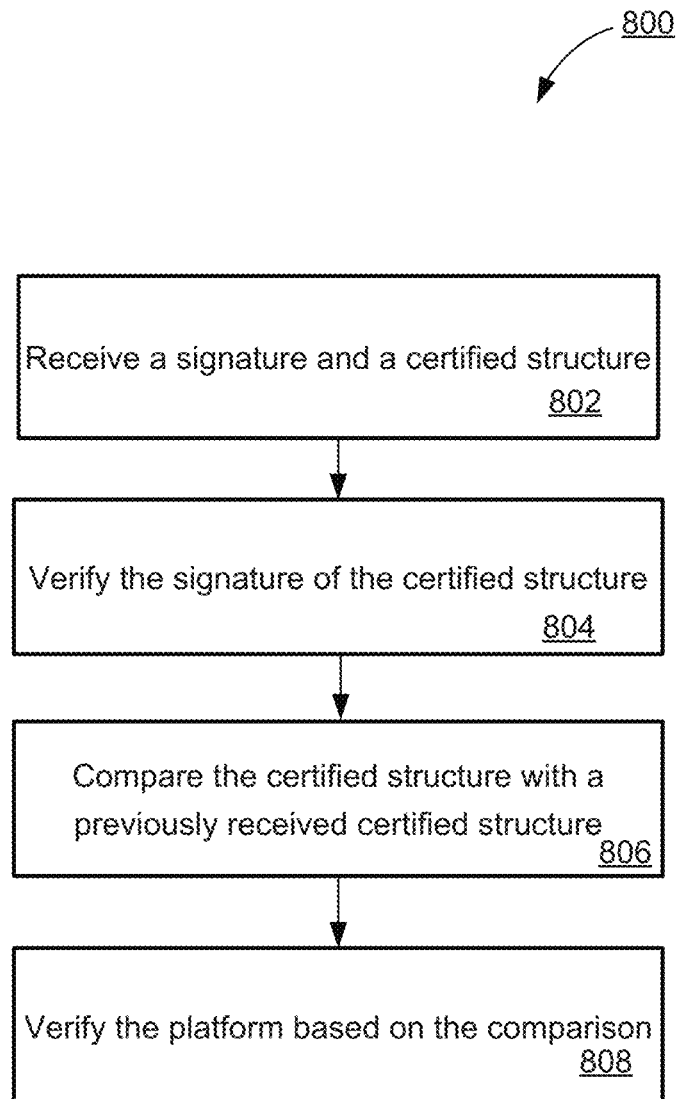 800
Receive a signature and a certified structure
802
Verify the signature of the certified structure
804
Compare the certified structure with a
previously received certified structure
806
Verify the platform based on the comparison
808